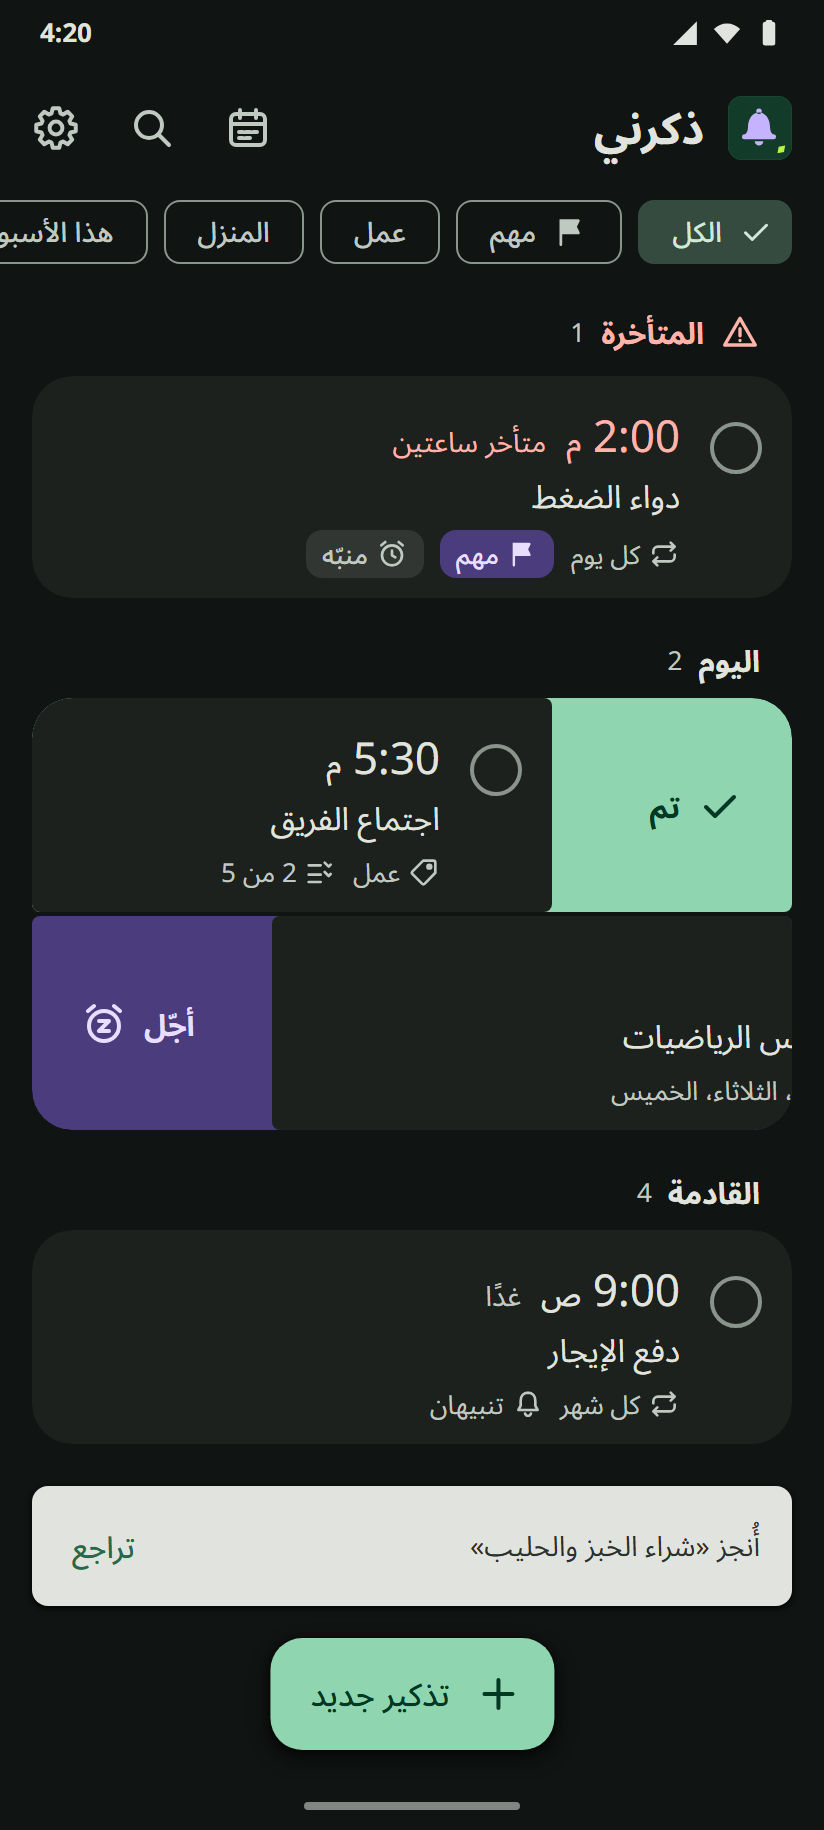 4:20
ذكرني
الكل
مهم
عمل
المنزل
هذا
المتأخرة 1
2:00 م متأخر ساعتين
دواء الضغط
كل يوم مهم منبّه
اليوم 2
تم
5:30 م
اجتماع الفريق
عمل 2 من 5
الرياضيات
أجّل
، الثلاثاء، الخميس
القادمة 4
9:00 ص غدًا
دفع الإيجار
كل شهر تنبيهان
أُنجز «شراء الخبز والحليب»
تراجع
تذكير جديد